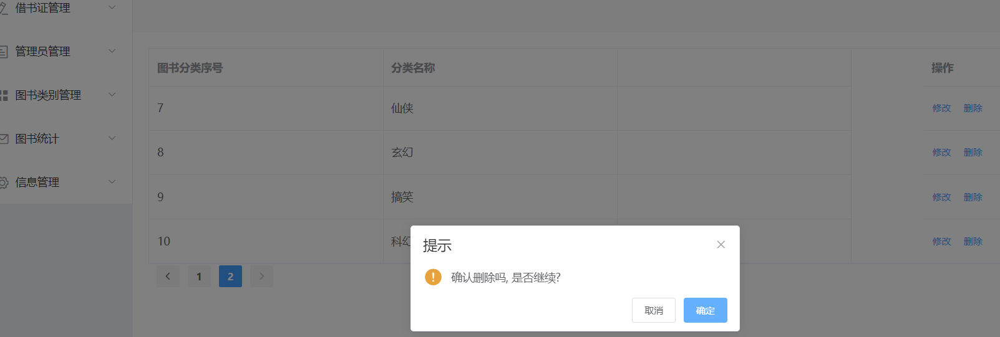 借书证管理
管理员管理
图书类别管理
图书统计
信息管理
图书分类序号 分类名称 操作
7 仙侠 修改 删除
8 玄幻 修改 删除
9 搞笑 修改 删除
10 科幻 修改 删除
1 2
提示
确认删除吗, 是否继续?
取消 确定